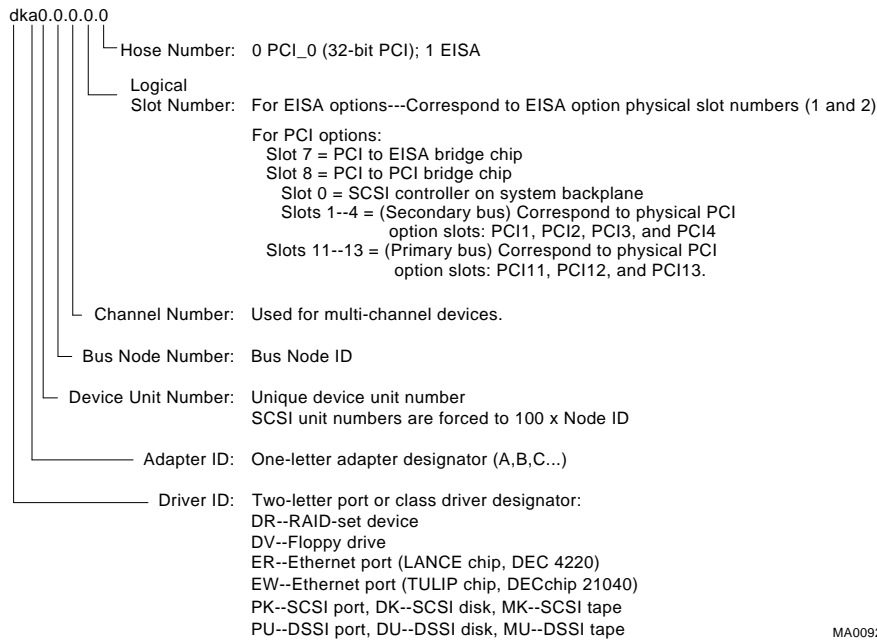 dka0.0.0.0.0
Hose Number: 0 PCI_0 (32-bit PCI); 1 EISA
Logical
Slot Number: For EISA options---Correspond to EISA option physical slot numbers (1 and 2)
For PCI options:
Slot 7 = PCI to EISA bridge chip
Slot 8 = PCI to PCI bridge chip
Slot 0 = SCSI controller on system backplane
Slots 1--4 = (Secondary bus) Correspond to physical PCI
option slots: PCI1, PCI2, PCI3, and PCI4
Slots 11--13 = (Primary bus) Correspond to physical PCI
option slots: PCI11, PCI12, and PCI13.
Channel Number: Used for multi-channel devices.
Bus Node Number: Bus Node ID
Device Unit Number: Unique device unit number
SCSI unit numbers are forced to 100 x Node ID
Adapter ID: One-letter adapter designator (A,B,C...)
Driver ID: Two-letter port or class driver designator:
DR--RAID-set device
DV--Floppy drive
ER--Ethernet port (LANCE chip, DEC 4220)
EW--Ethernet port (TULIP chip, DECchip 21040)
PK--SCSI port, DK--SCSI disk, MK--SCSI tape
PU--DSSI port, DU--DSSI disk, MU--DSSI tape